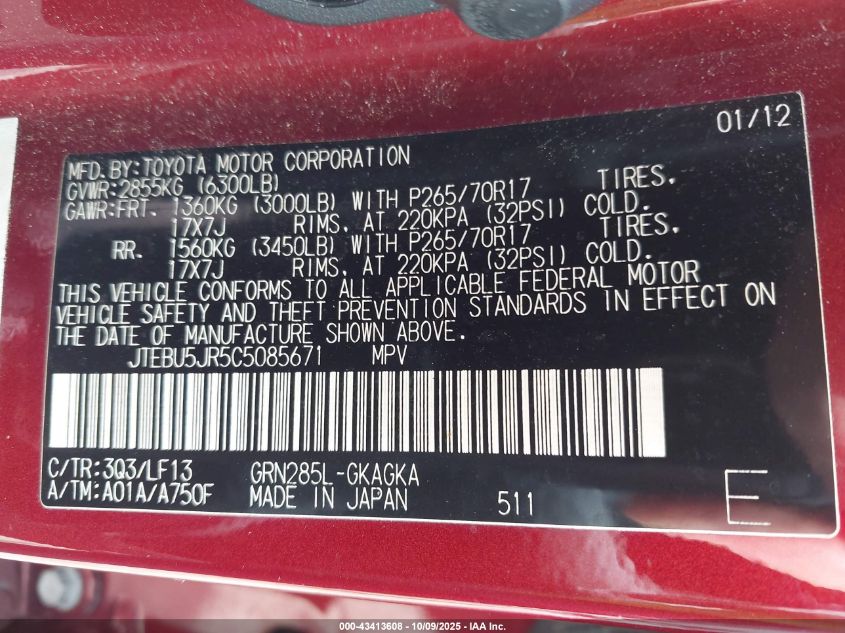 01/12
MFD. BY: TOYOTA MOTOR CORPORATION
GVWR: 2855KG (6300LB)
GAWR: FRT. 1360KG (3000LB) WITH P265/70R17 TIRES.
17X7J RIMS, AT 220KPA (32PSI) COLD.
RR. 1560KG (3450LB) WITH P265/70R17 TIRES.
17X7J RIMS, AT 220KPA (32PSI) COLD.
THIS VEHICLE CONFORMS TO ALL APPLICABLE FEDERAL MOTOR
VEHICLE SAFETY AND THEFT PREVENTION STANDARDS IN EFFECT ON
THE DATE OF MANUFACTURE SHOWN ABOVE.
JTEBU5JR5C5085671 MPV
C/TR: 3Q3/LF13 GRN285L-GKAGKA
A/TM: A01A/A750F MADE IN JAPAN 511 E
000-43413608 - 10/09/2025 - IAA Inc.